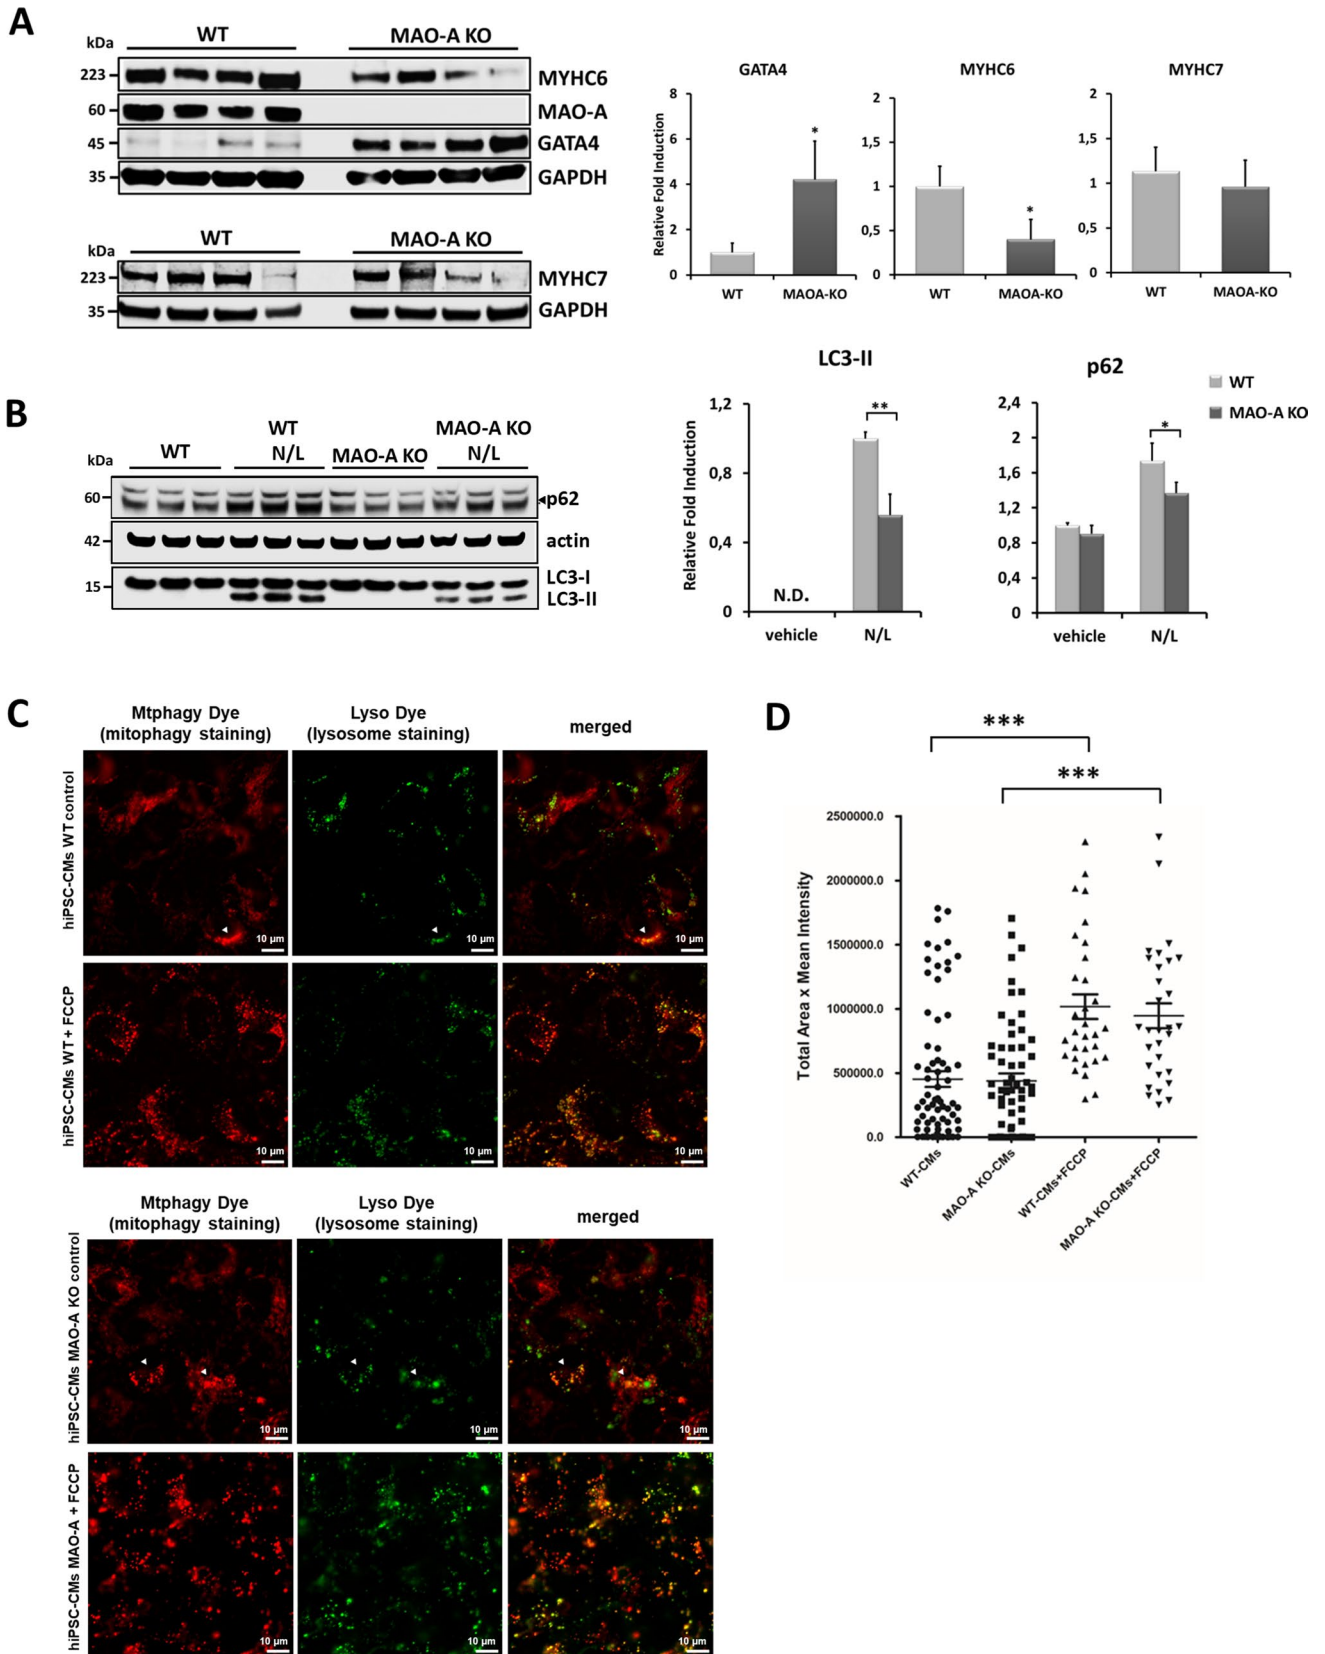 A
kDa
WT
MAO-A KO
223
MYHC6
60
MAO-A
45
GATA4
35
GAPDH
kDa
WT
MAO-A KO
223
MYHC7
35
GAPDH
GATA4
Relative Fold Induction
8
6
4
2
0
*
WT
MAOA-KO
MYHC6
2
1,5
1
0,5
0
*
WT
MAOA-KO
MYHC7
2
1,5
1
0,5
0
WT
MAOA-KO
B
kDa
WT
WT
N/L
MAO-A KO
MAO-A KO
N/L
60
p62
42
actin
15
LC3-I
LC3-II
LC3-II
Relative Fold Induction
1,2
0,8
0,4
0
**
N.D.
vehicle
N/L
p62
2,4
2
1,6
1,2
0,8
0,4
0
*
vehicle
N/L
WT
MAO-A KO
C
Mtphagy Dye
(mitophagy staining)
Lyso Dye
(lysosome staining)
merged
hiPSC-CMs WT control
10 µm
10 µm
10 µm
hiPSC-CMs WT + FCCP
10 µm
10 µm
10 µm
Mtphagy Dye
(mitophagy staining)
Lyso Dye
(lysosome staining)
merged
hiPSC-CMs MAO-A KO control
10 µm
10 µm
10 µm
hiPSC-CMs MAO-A + FCCP
10 µm
10 µm
10 µm
D
***
***
Total Area x Mean Intensity
2500000.0
2000000.0
1500000.0
1000000.0
500000.0
0.0
WT-CMs
MAO-A KO-CMs
WT-CMs+FCCP
MAO-A KO-CMs+FCCP